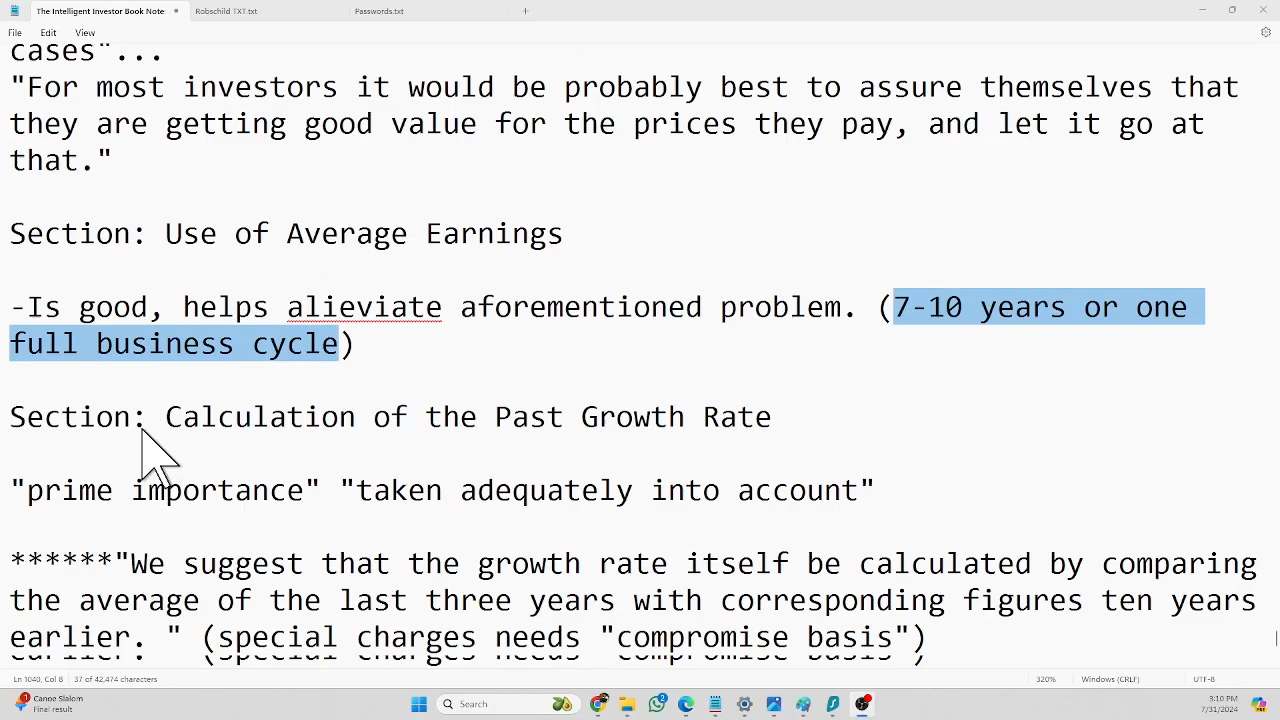 The Intelligent Investor Book Note:
Robschild TXT.txt
Passwords.txt
File Edit View
cases"...
"For most investors it would be probably best to assure themselves that
they are getting good value for the prices they pay, and let it go at
that."
Section: Use of Average Earnings
-Is good, helps alieviate aforementioned problem. (7-10 years or one
full business cycle)
Section: Calculation of the Past Growth Rate
"prime importance" "taken adequately into account"
******"We suggest that the growth rate itself be calculated by comparing
the average of the last three years with corresponding figures ten years
earlier. " (special charges needs "compromise basis")
Ln 1040, Col 8 37 of 42,474 characters 320% Windows (CRLF) UTF-8
Canoe Slalom
Final result
Search
2
3:10 PM
7/31/2024